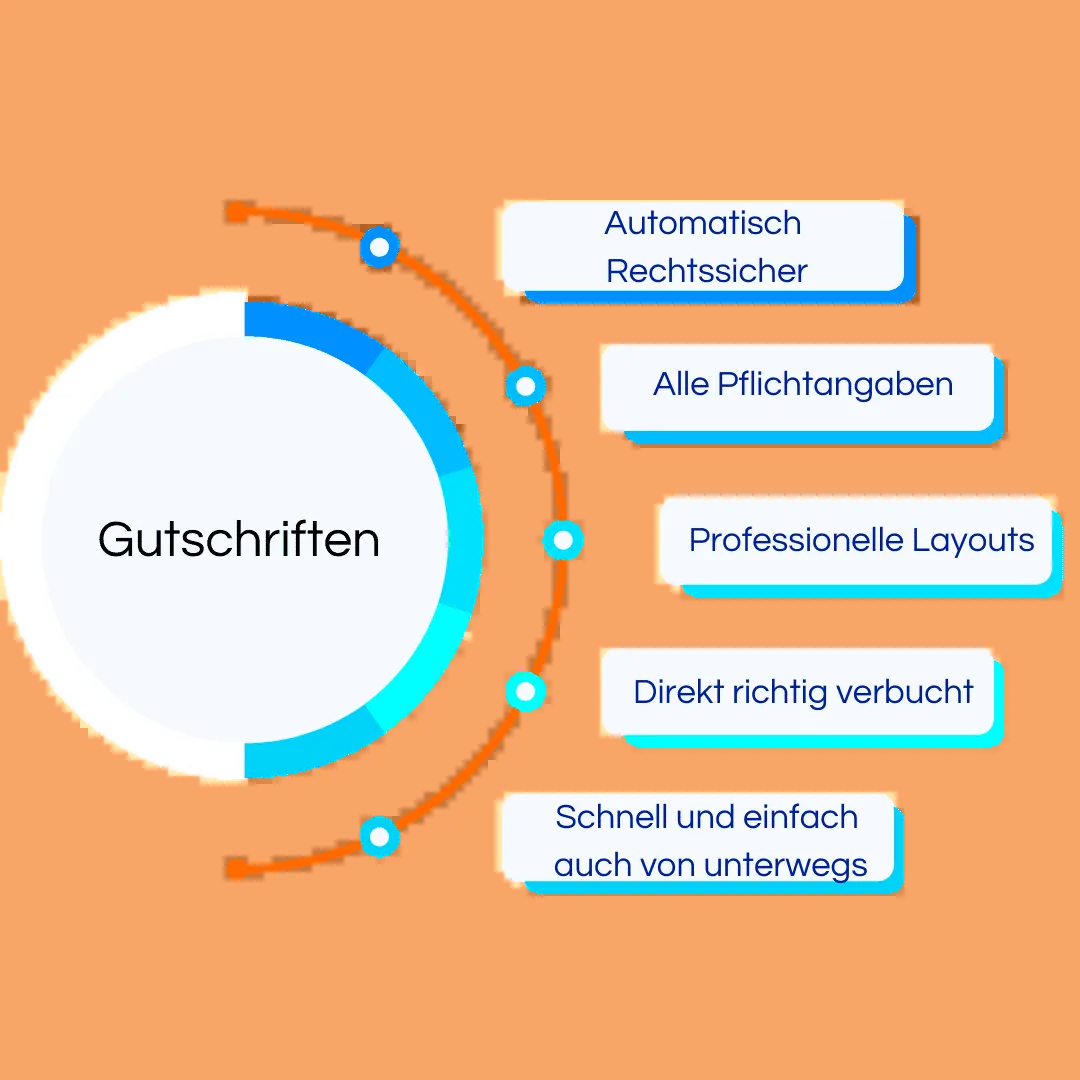 Gutschriften
Automatisch
Rechtssicher
Alle Pflichtangaben
Professionelle Layouts
Direkt richtig verbucht
Schnell und einfach
auch von unterwegs